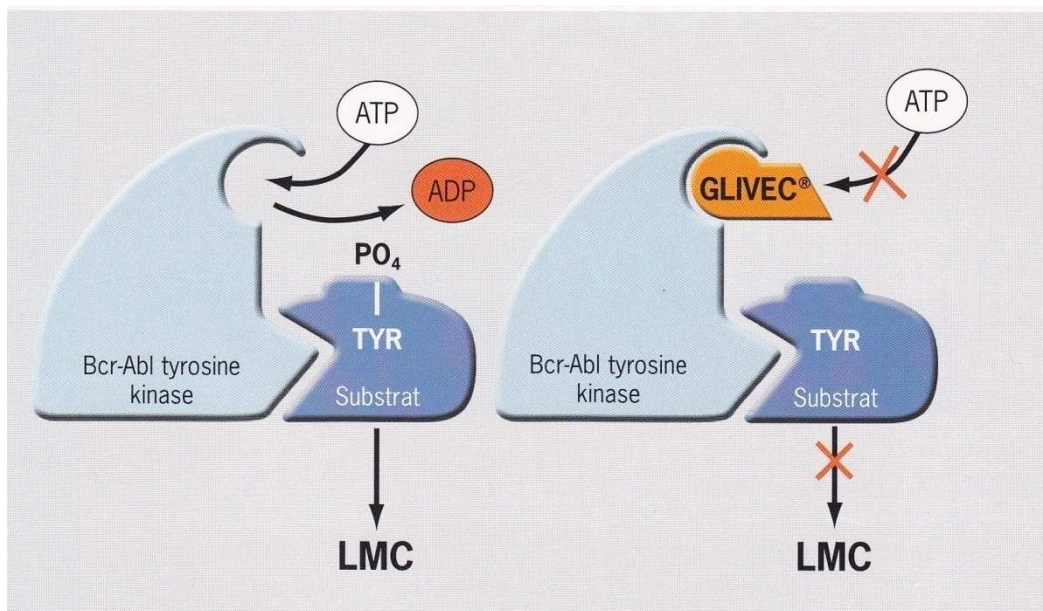 ATP
ADP
PO₄
TYR
Bcr-Abl tyrosine
kinase
Substrat
LMC
ATP
GLIVEC®
TYR
Bcr-Abl tyrosine
kinase
Substrat
LMC